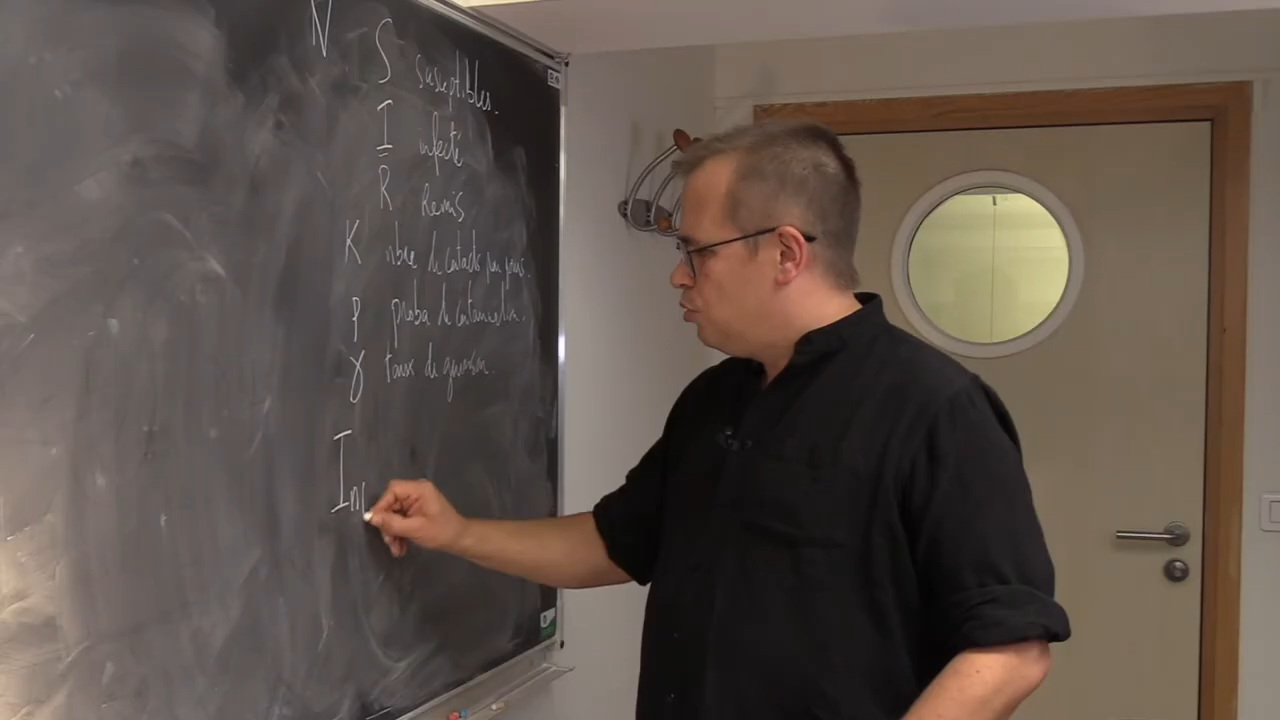 N S susceptibles.
I infecté
R Remis
K nbre de contacts par jours.
p proba de contamination.
γ taux de guérison.
In